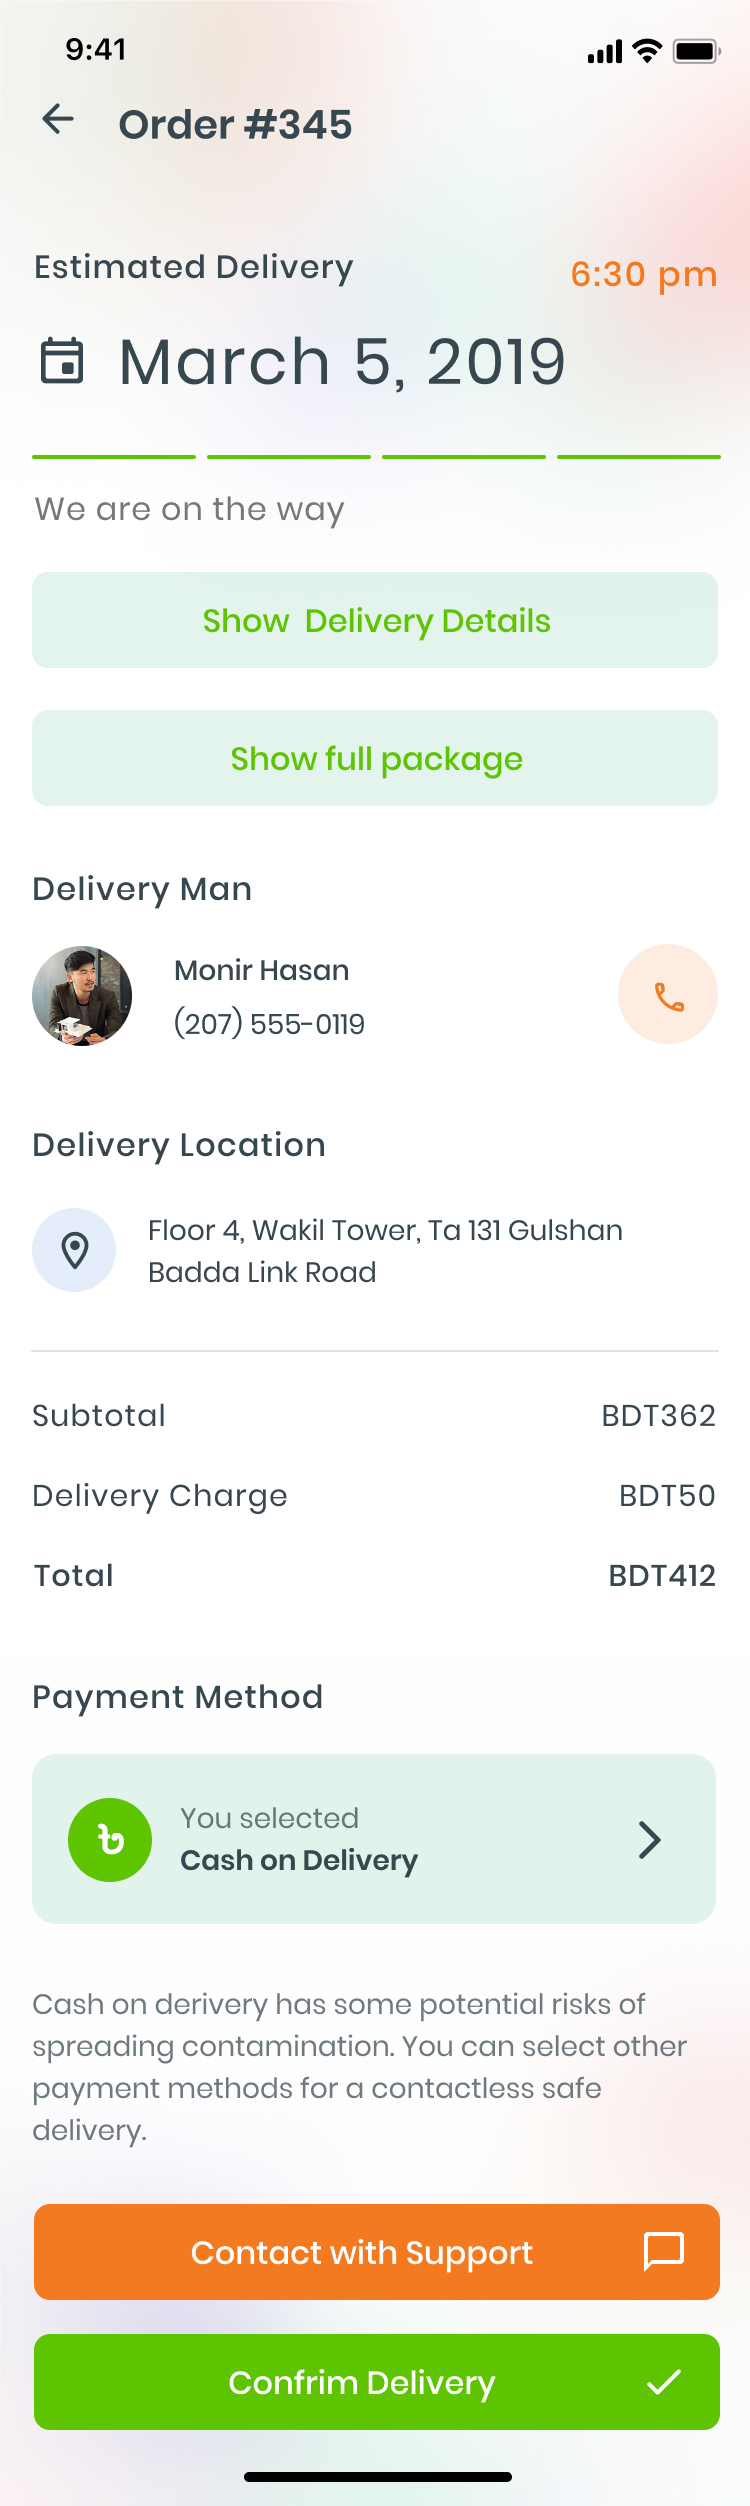 9:41
Order #345
Estimated Delivery
6:30 pm
March 5, 2019
We are on the way
Show  Delivery Details
Show full package
Delivery Man
Monir Hasan
(207) 555-0119
Delivery Location
Floor 4, Wakil Tower, Ta 131 Gulshan
Badda Link Road
Subtotal BDT362
Delivery Charge BDT50
Total BDT412
Payment Method
৳
You selected
Cash on Delivery
Cash on derivery has some potential risks of
spreading contamination. You can select other
payment methods for a contactless safe
delivery.
Contact with Support
Confrim Delivery